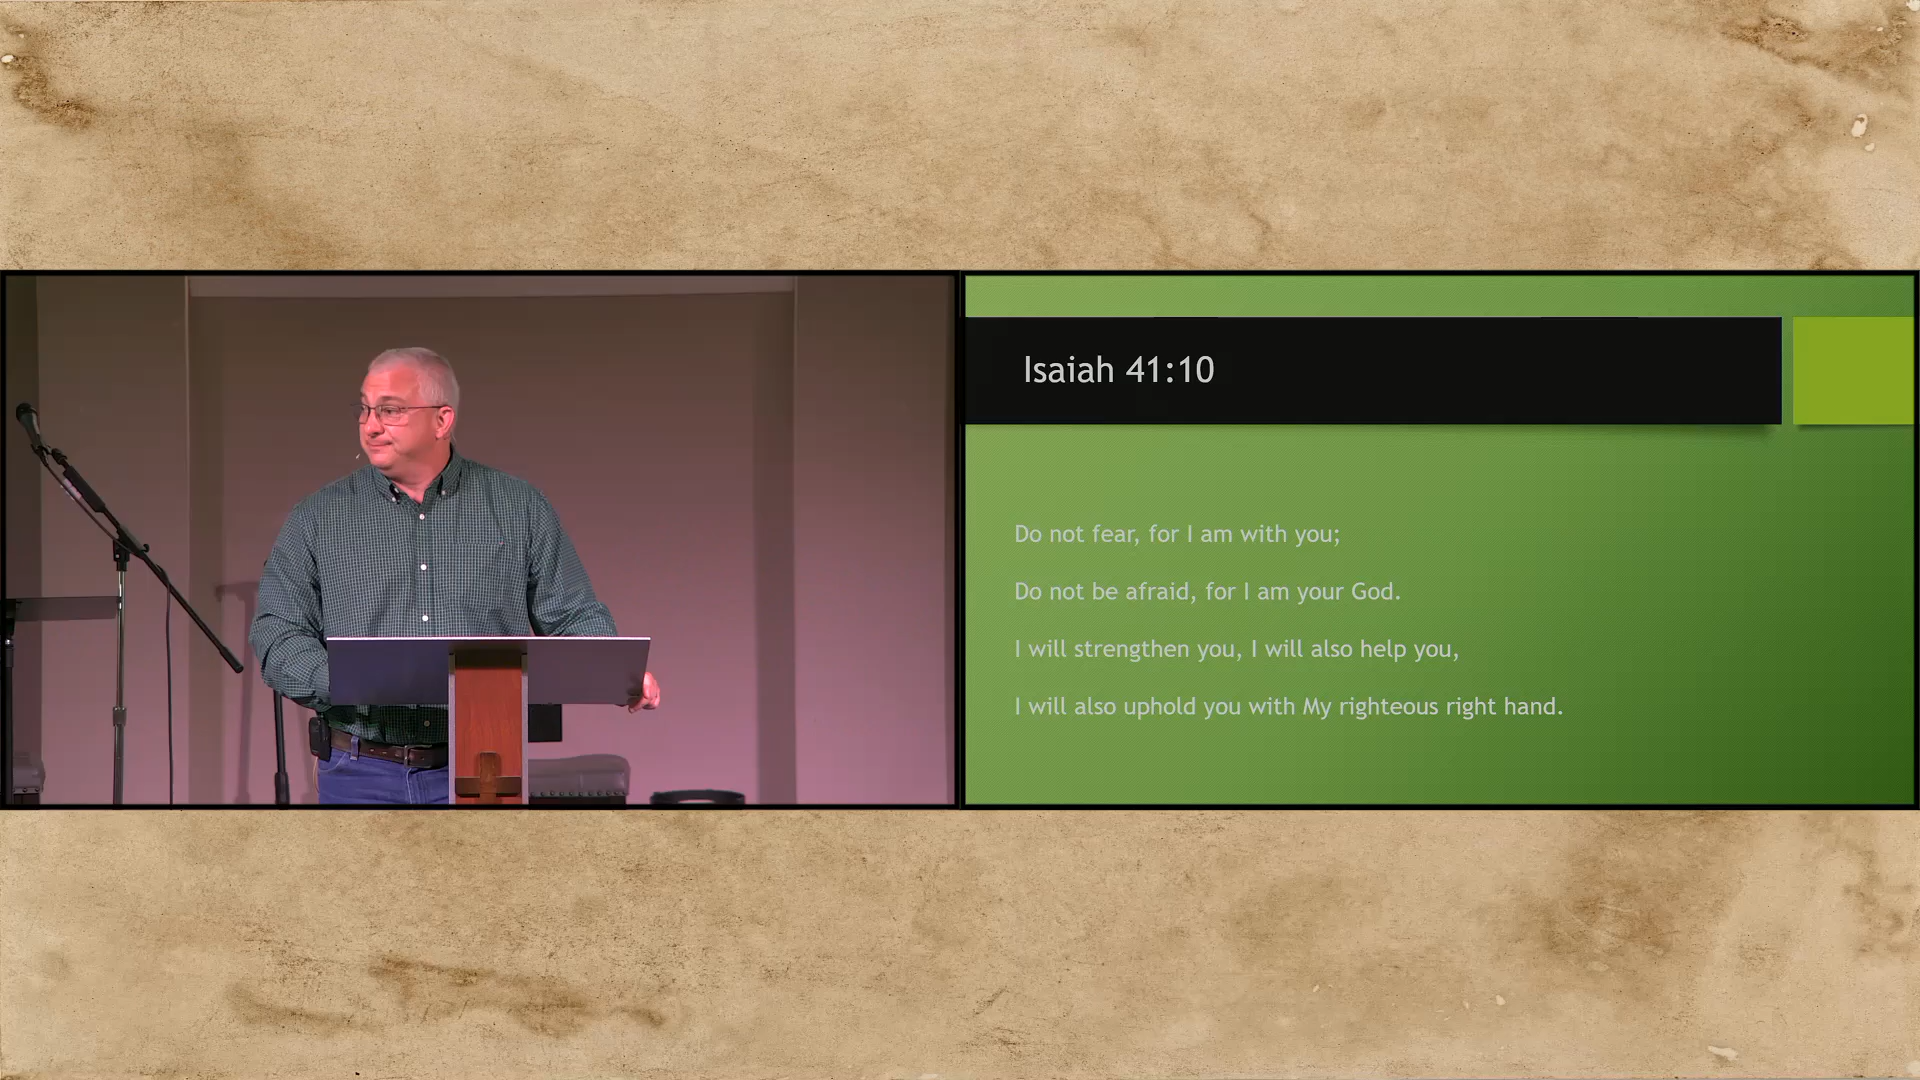 Isaiah 41:10
Do not fear, for I am with you;
Do not be afraid, for I am your God.
I will strengthen you, I will also help you,
I will also uphold you with My righteous right hand.